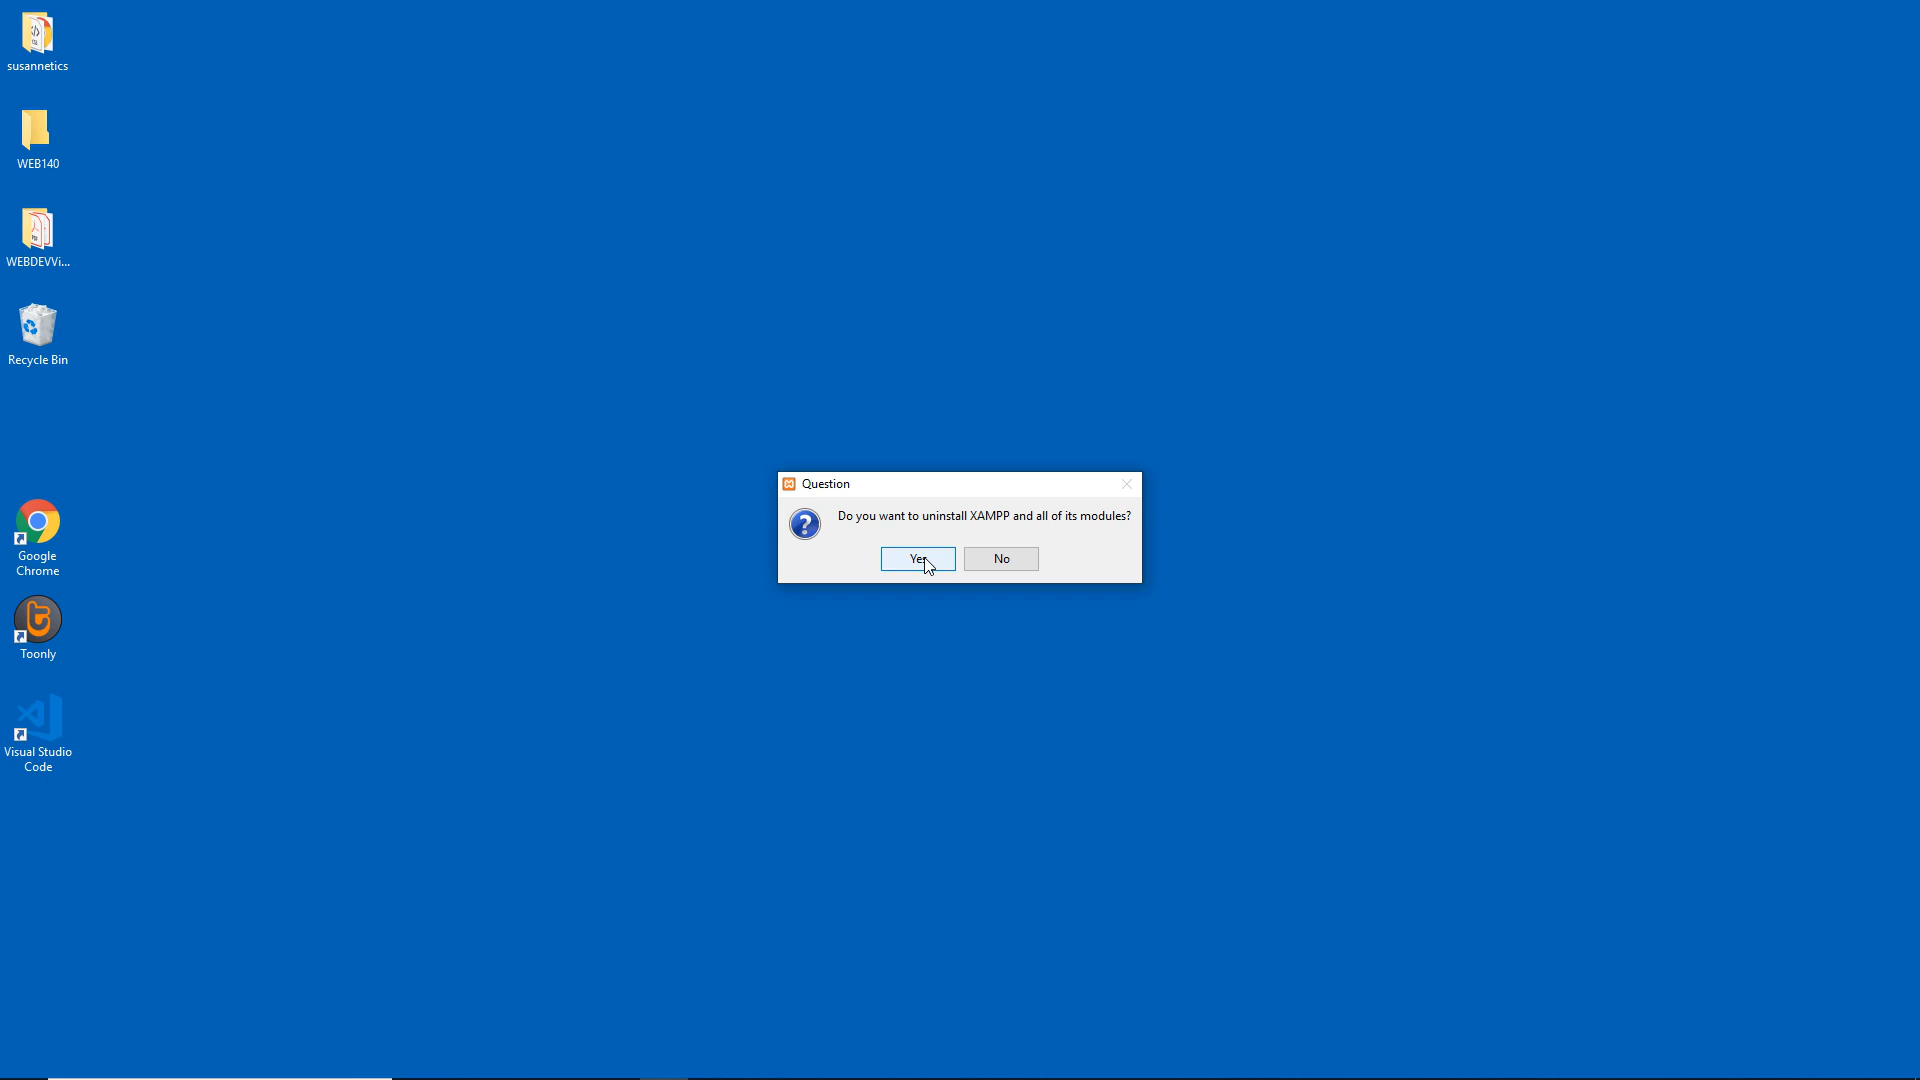 susannetics
WEB140
WEBDEVVi...
Recycle Bin
Google
Chrome
Toonly
Visual Studio
Code
Question
Do you want to uninstall XAMPP and all of its modules?
Yes
No